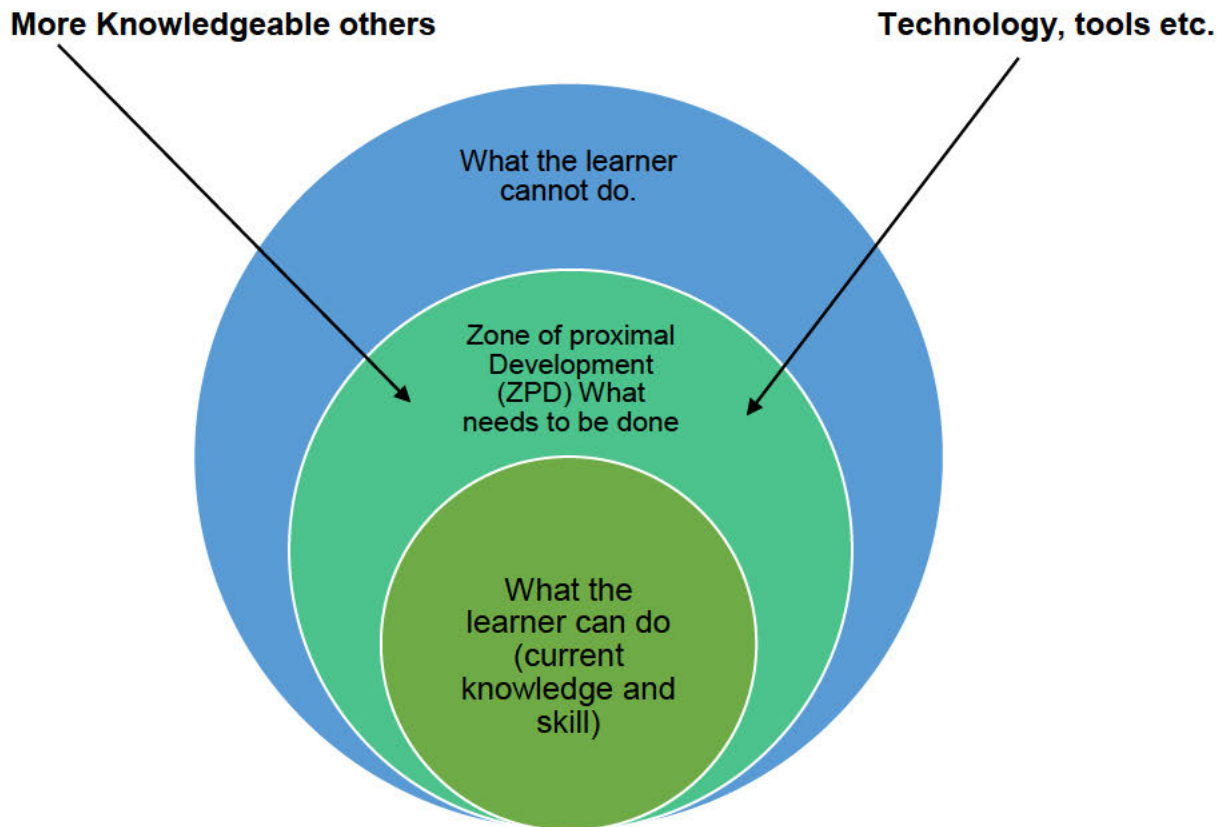 More Knowledgeable others
Technology, tools etc.
What the learner
cannot do.
Zone of proximal
Development
(ZPD) What
needs to be done
What the
learner can do
(current
knowledge and
skill)